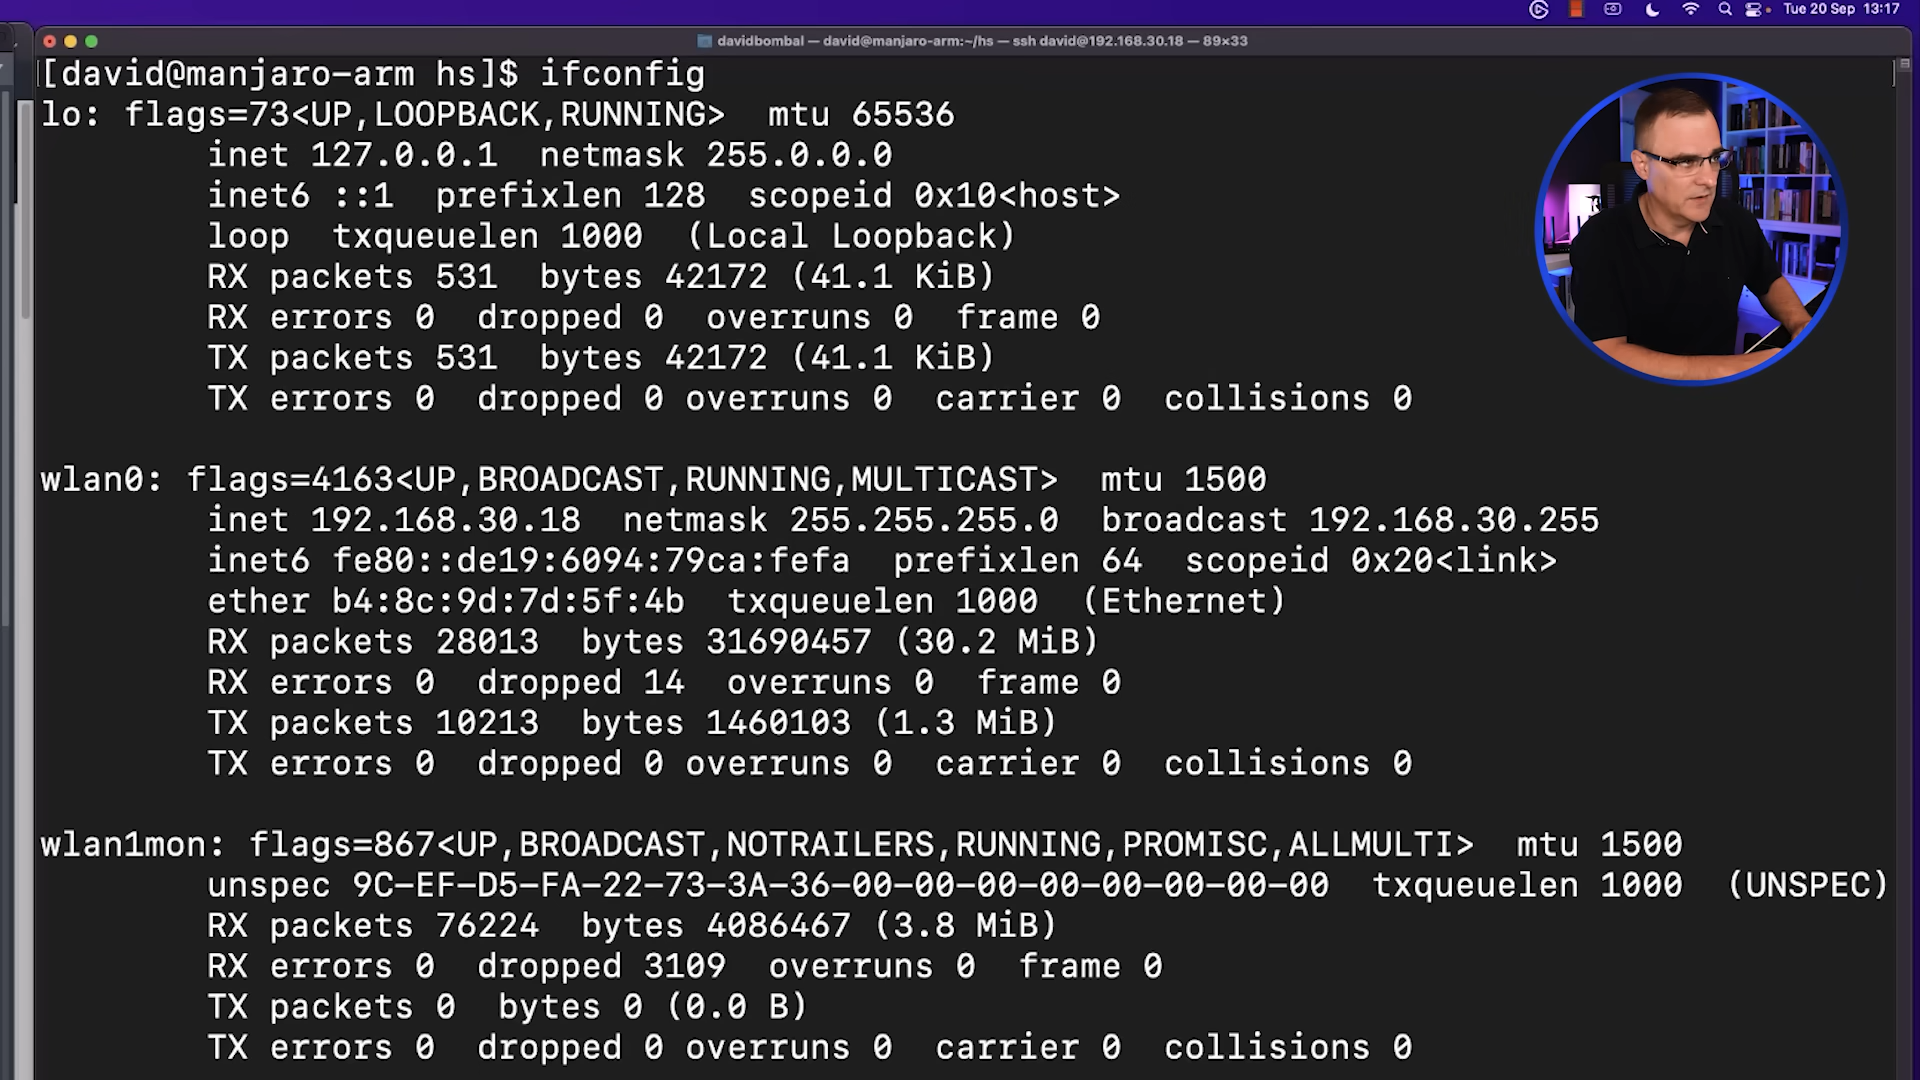 Tue 20 Sep 13:17
davidbombal — david@manjaro-arm:~/hs — ssh david@192.168.30.18 — 89×33
[david@manjaro-arm hs]$ ifconfig
lo: flags=73<UP,LOOPBACK,RUNNING>  mtu 65536
inet 127.0.0.1  netmask 255.0.0.0
inet6 ::1  prefixlen 128  scopeid 0x10<host>
loop  txqueuelen 1000  (Local Loopback)
RX packets 531  bytes 42172 (41.1 KiB)
RX errors 0  dropped 0  overruns 0  frame 0
TX packets 531  bytes 42172 (41.1 KiB)
TX errors 0  dropped 0 overruns 0  carrier 0  collisions 0
wlan0: flags=4163<UP,BROADCAST,RUNNING,MULTICAST>  mtu 1500
inet 192.168.30.18  netmask 255.255.255.0  broadcast 192.168.30.255
inet6 fe80::de19:6094:79ca:fefa  prefixlen 64  scopeid 0x20<link>
ether b4:8c:9d:7d:5f:4b  txqueuelen 1000  (Ethernet)
RX packets 28013  bytes 31690457 (30.2 MiB)
RX errors 0  dropped 14  overruns 0  frame 0
TX packets 10213  bytes 1460103 (1.3 MiB)
TX errors 0  dropped 0 overruns 0  carrier 0  collisions 0
wlan1mon: flags=867<UP,BROADCAST,NOTRAILERS,RUNNING,PROMISC,ALLMULTI>  mtu 1500
unspec 9C-EF-D5-FA-22-73-3A-36-00-00-00-00-00-00-00-00  txqueuelen 1000  (UNSPEC)
RX packets 76224  bytes 4086467 (3.8 MiB)
RX errors 0  dropped 3109  overruns 0  frame 0
TX packets 0  bytes 0 (0.0 B)
TX errors 0  dropped 0 overruns 0  carrier 0  collisions 0